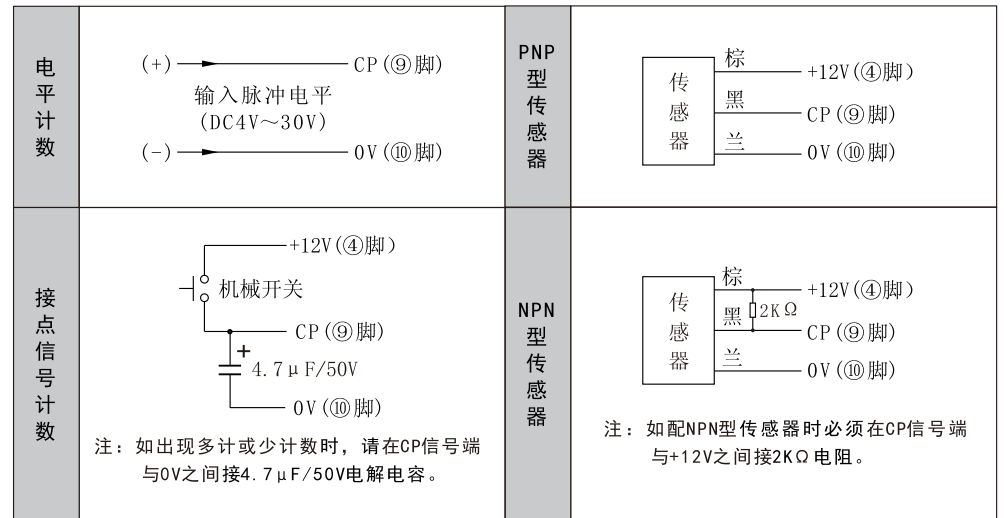 电平计数
(+) CP(⑨脚)
输入脉冲电平
(DC4V～30V)
(-) 0V(⑩脚)
PNP型传感器
传感器
棕 +12V(④脚)
黑 CP(⑨脚)
兰 0V(⑩脚)
接点信号计数
+12V(④脚)
机械开关
CP(⑨脚)
+ 4.7μF/50V
0V(⑩脚)
注：如出现多计或少计数时，请在CP信号端
与0V之间接4.7μF/50V电解电容。
NPN型传感器
传感器
棕 +12V(④脚)
2KΩ
黑 CP(⑨脚)
兰 0V(⑩脚)
注：如配NPN型传感器时必须在CP信号端
与+12V之间接2KΩ电阻。